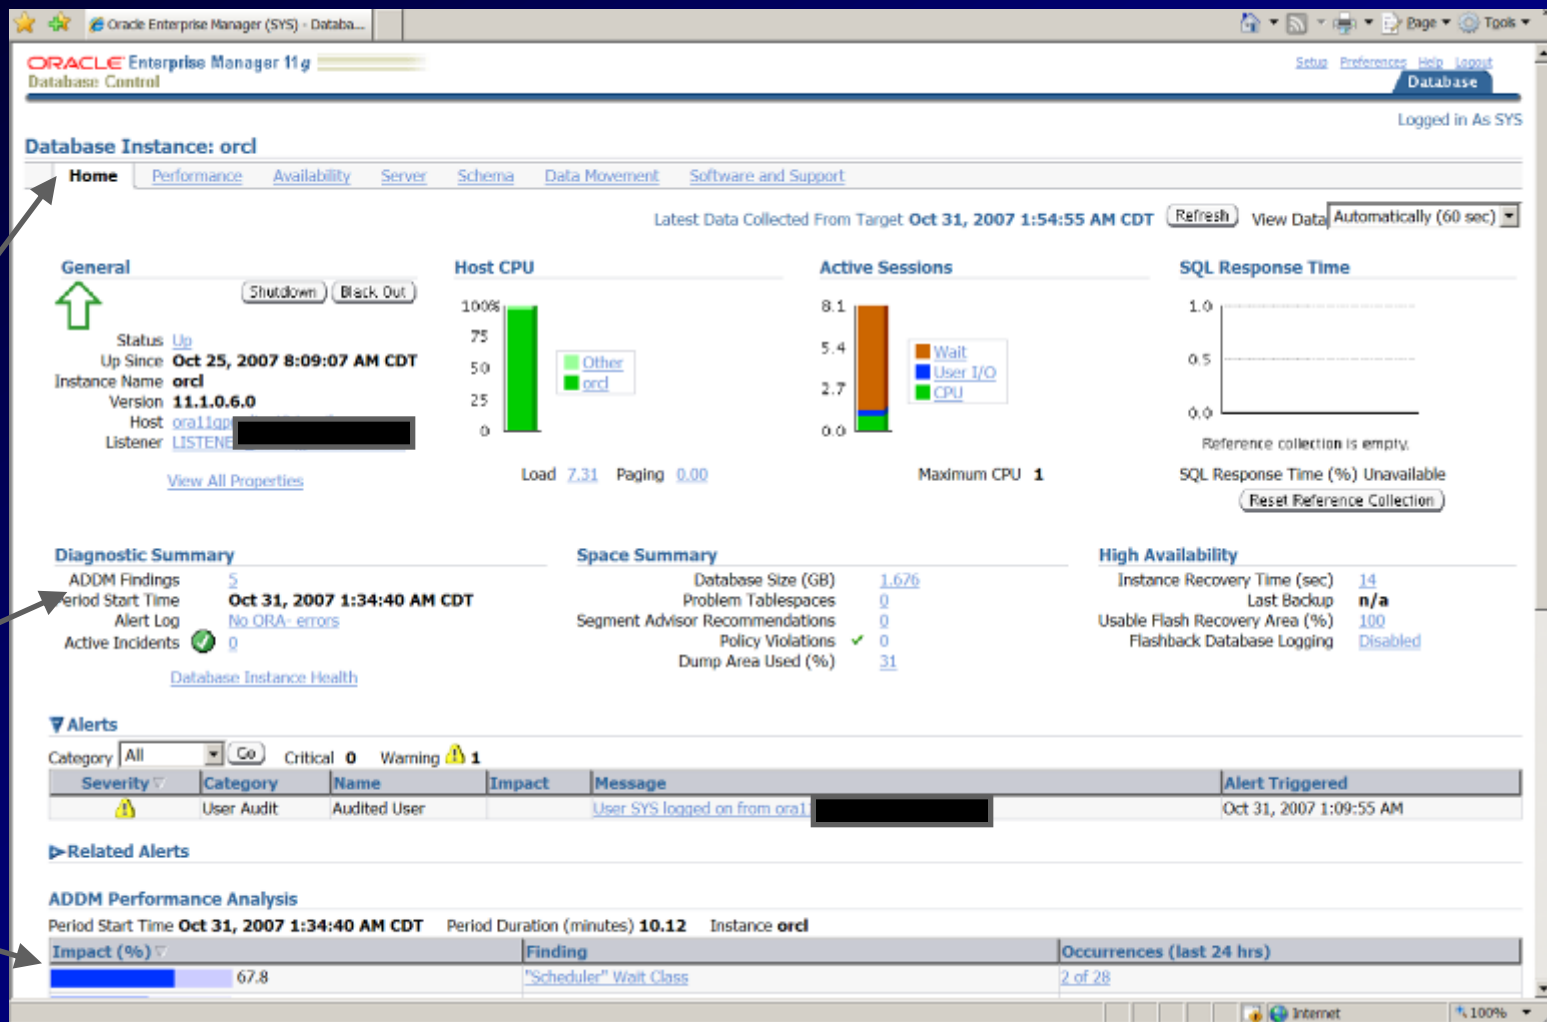 Oracle Enterprise Manager (SYS) - Databa...
Page Tools
ORACLE Enterprise Manager 11g
Database Control
Setup Preferences Help Logout
Database
Logged in As SYS
Database Instance: orcl
Home Performance Availability Server Schema Data Movement Software and Support
Latest Data Collected From Target Oct 31, 2007 1:54:55 AM CDT Refresh View Data Automatically (60 sec)
General
Shutdown Black Out
Status Up
Up Since Oct 25, 2007 8:09:07 AM CDT
Instance Name orcl
Version 11.1.0.6.0
Host
Listener LISTENE
View All Properties
Host CPU
100%
75
50
25
0
Other
orcl
Load 7.31 Paging 0.00
Active Sessions
8.1
5.4
2.7
0.0
Wait
User I/O
CPU
Maximum CPU 1
SQL Response Time
1.0
0.5
0.0
Reference collection is empty.
SQL Response Time (%) Unavailable
Reset Reference Collection
Diagnostic Summary
ADDM Findings 5
Period Start Time Oct 31, 2007 1:34:40 AM CDT
Alert Log No ORA- errors
Active Incidents 0
Database Instance Health
Space Summary
Database Size (GB) 1.676
Problem Tablespaces 0
Segment Advisor Recommendations 0
Policy Violations 0
Dump Area Used (%) 31
High Availability
Instance Recovery Time (sec) 14
Last Backup n/a
Usable Flash Recovery Area (%) 100
Flashback Database Logging Disabled
Alerts
Category All Go Critical 0 Warning 1
Severity Category Name Impact Message Alert Triggered
User Audit Audited User User SYS logged on from ora1 Oct 31, 2007 1:09:55 AM
Related Alerts
ADDM Performance Analysis
Period Start Time Oct 31, 2007 1:34:40 AM CDT Period Duration (minutes) 10.12 Instance orcl
Impact (%) Finding Occurrences (last 24 hrs)
67.8 "Scheduler" Wait Class 2 of 28
Internet 100%